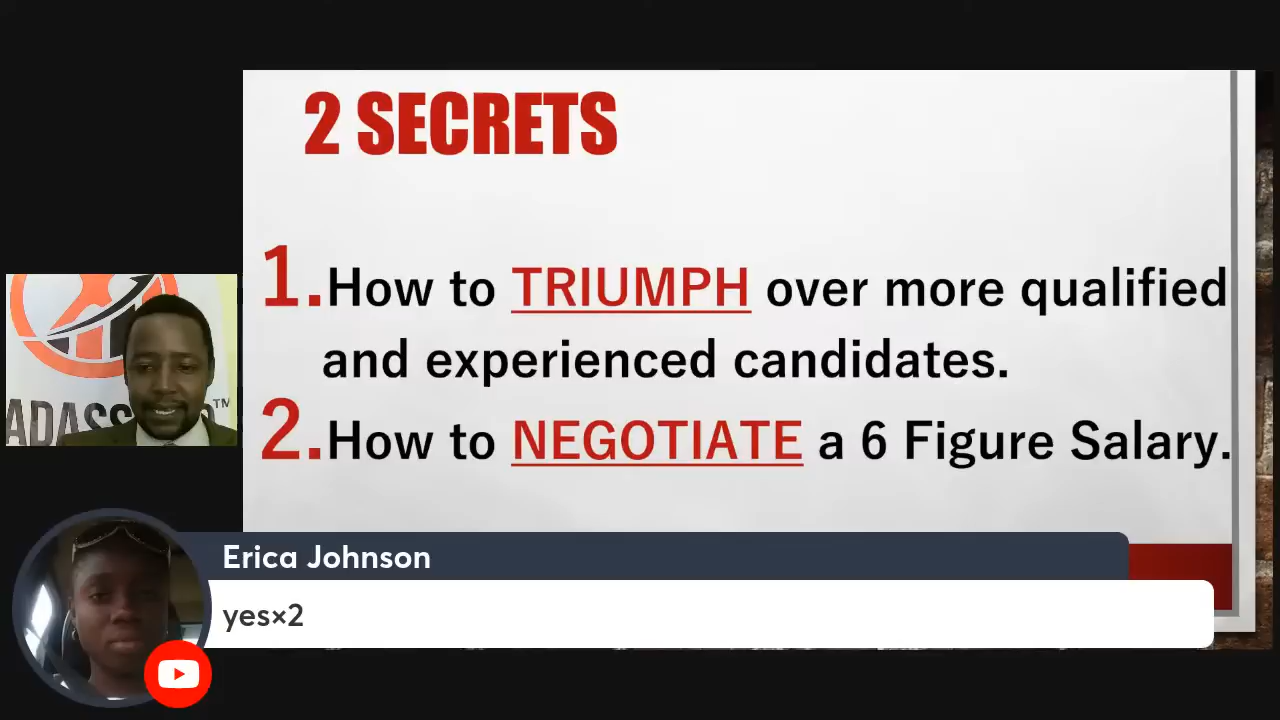 2 SECRETS
1.How to TRIUMPH over more qualified
and experienced candidates.
2.How to NEGOTIATE a 6 Figure Salary.
TM
Erica Johnson
yes×2